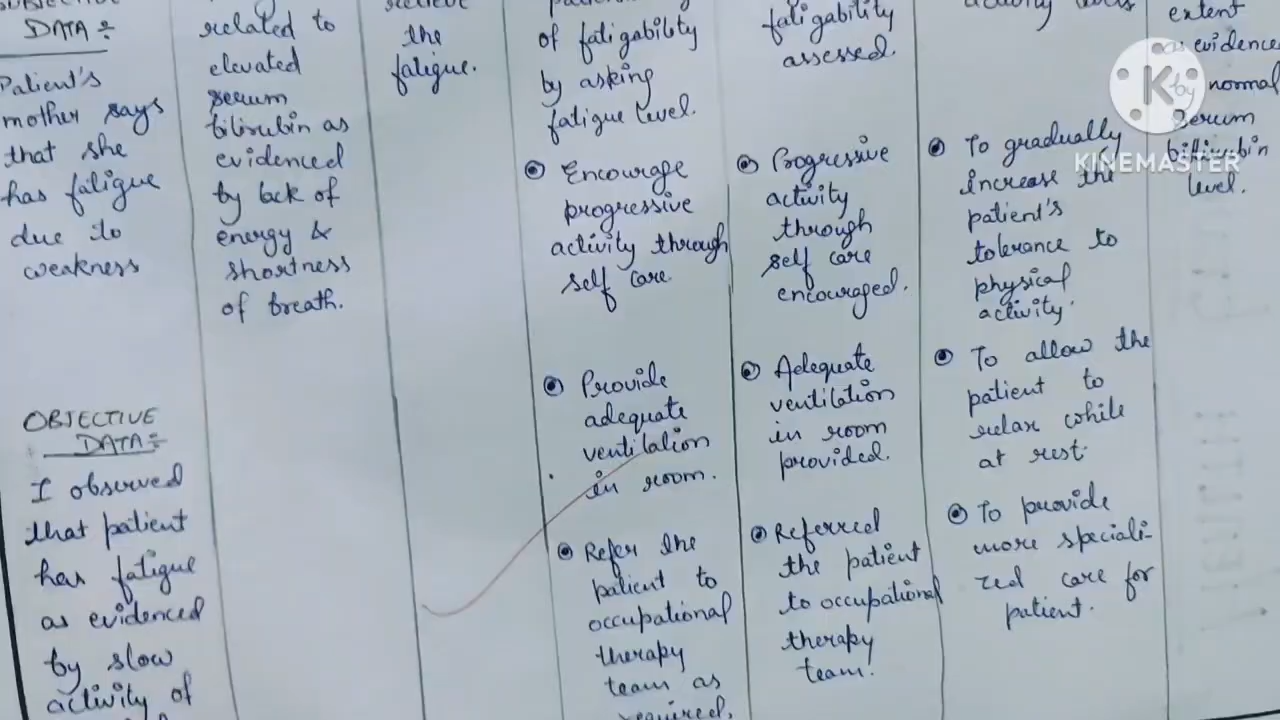 DATA:-
Patient's
mother says
that she
has fatigue
due to
weakness
OBJECTIVE
DATA:-
I observed
that patient
has fatigue
as evidenced
by slow
activity of
related to
elevated
serum
bilirubin as
evidenced
by lack of
energy &
shortness
of breath.
relieve
the
fatigue.
of fatigability
by asking
fatigue level.
Encourage
progressive
activity through
self care
Provide
adequate
ventilation
in room.
Refer the
patient to
occupational
therapy
team as
required.
fatigability
assessed.
Progressive
activity
through
self care
encouraged.
Adequate
ventilation
in room
provided.
Referred
the patient
to occupational
therapy
team.
To gradually
increase the
patient's
tolerance to
physical
activity.
To allow the
patient to
relax while
at rest.
To provide
more speciali-
zed care for
patient.
extent
as evidence
by normal
serum
billirubin
level.
KINEMASTER